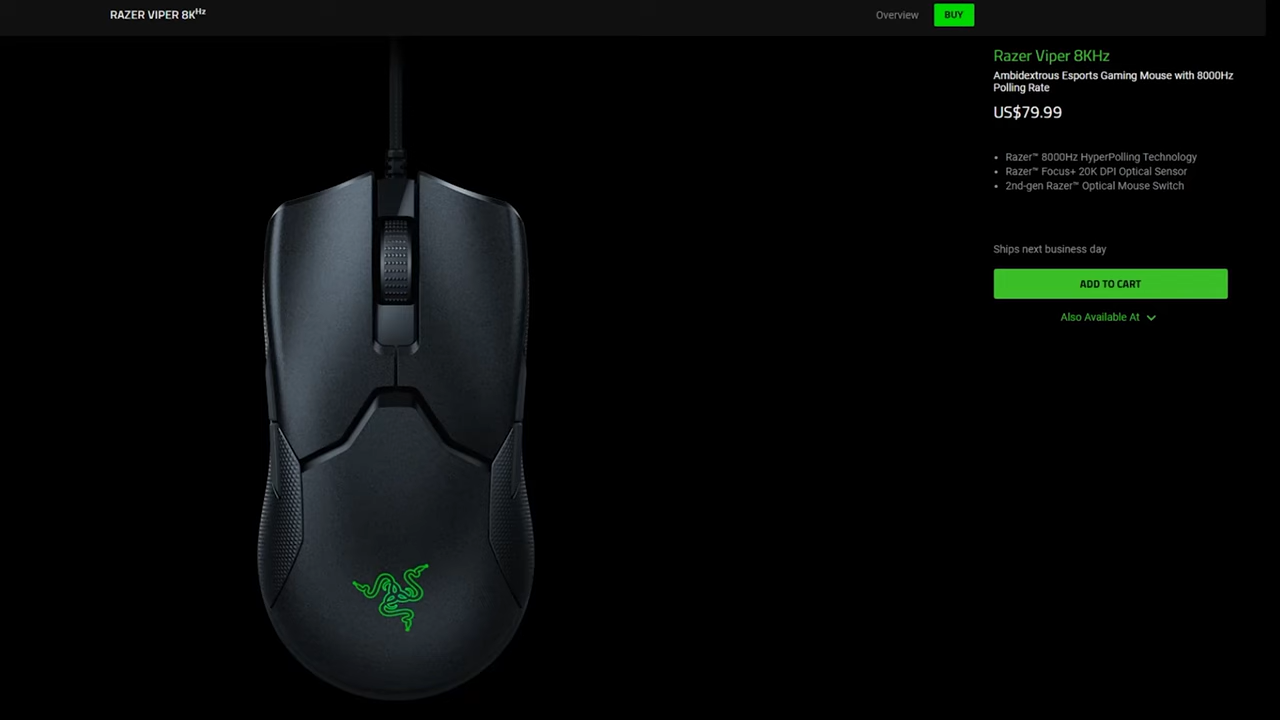 RAZER VIPER 8KHz
Overview
BUY
Razer Viper 8KHz
Ambidextrous Esports Gaming Mouse with 8000Hz
Polling Rate
US$79.99
• Razer™ 8000Hz HyperPolling Technology
• Razer™ Focus+ 20K DPI Optical Sensor
• 2nd-gen Razer™ Optical Mouse Switch
Ships next business day
ADD TO CART
Also Available At